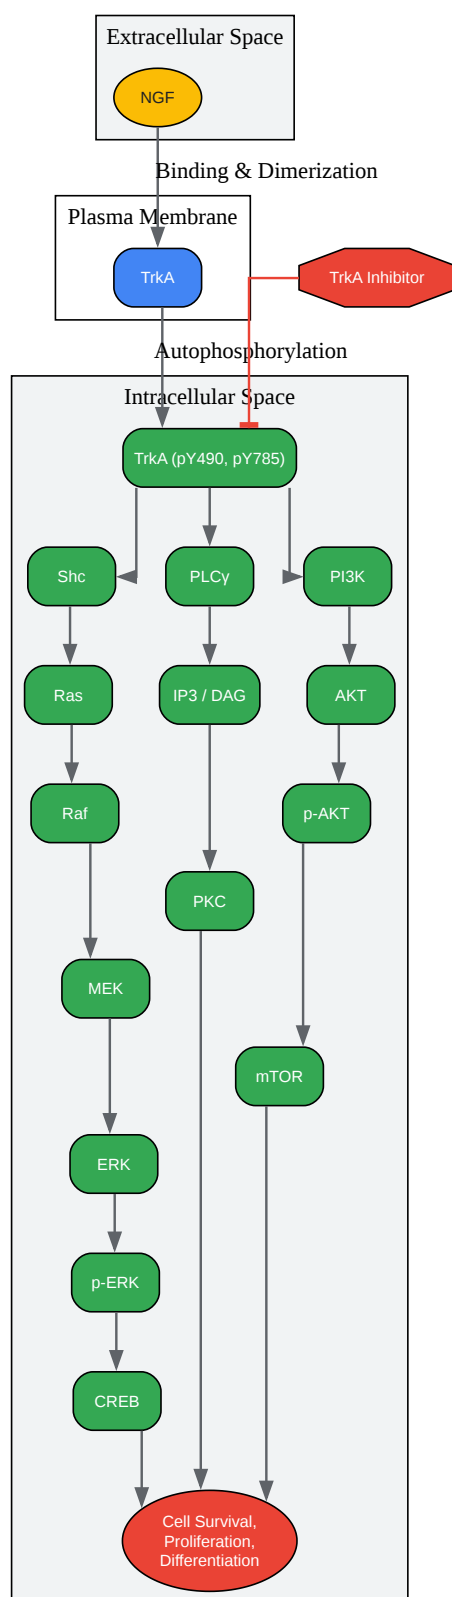 Extracellular Space
NGF
Binding & Dimerization
Plasma Membrane
TrkA
TrkA Inhibitor
Autophosphorylation
Intracellular Space
TrkA (pY490, pY785)
Shc
PLCγ
PI3K
Ras
IP3 / DAG
AKT
Raf
p-AKT
PKC
MEK
mTOR
ERK
p-ERK
CREB
Cell Survival,
Proliferation,
Differentiation